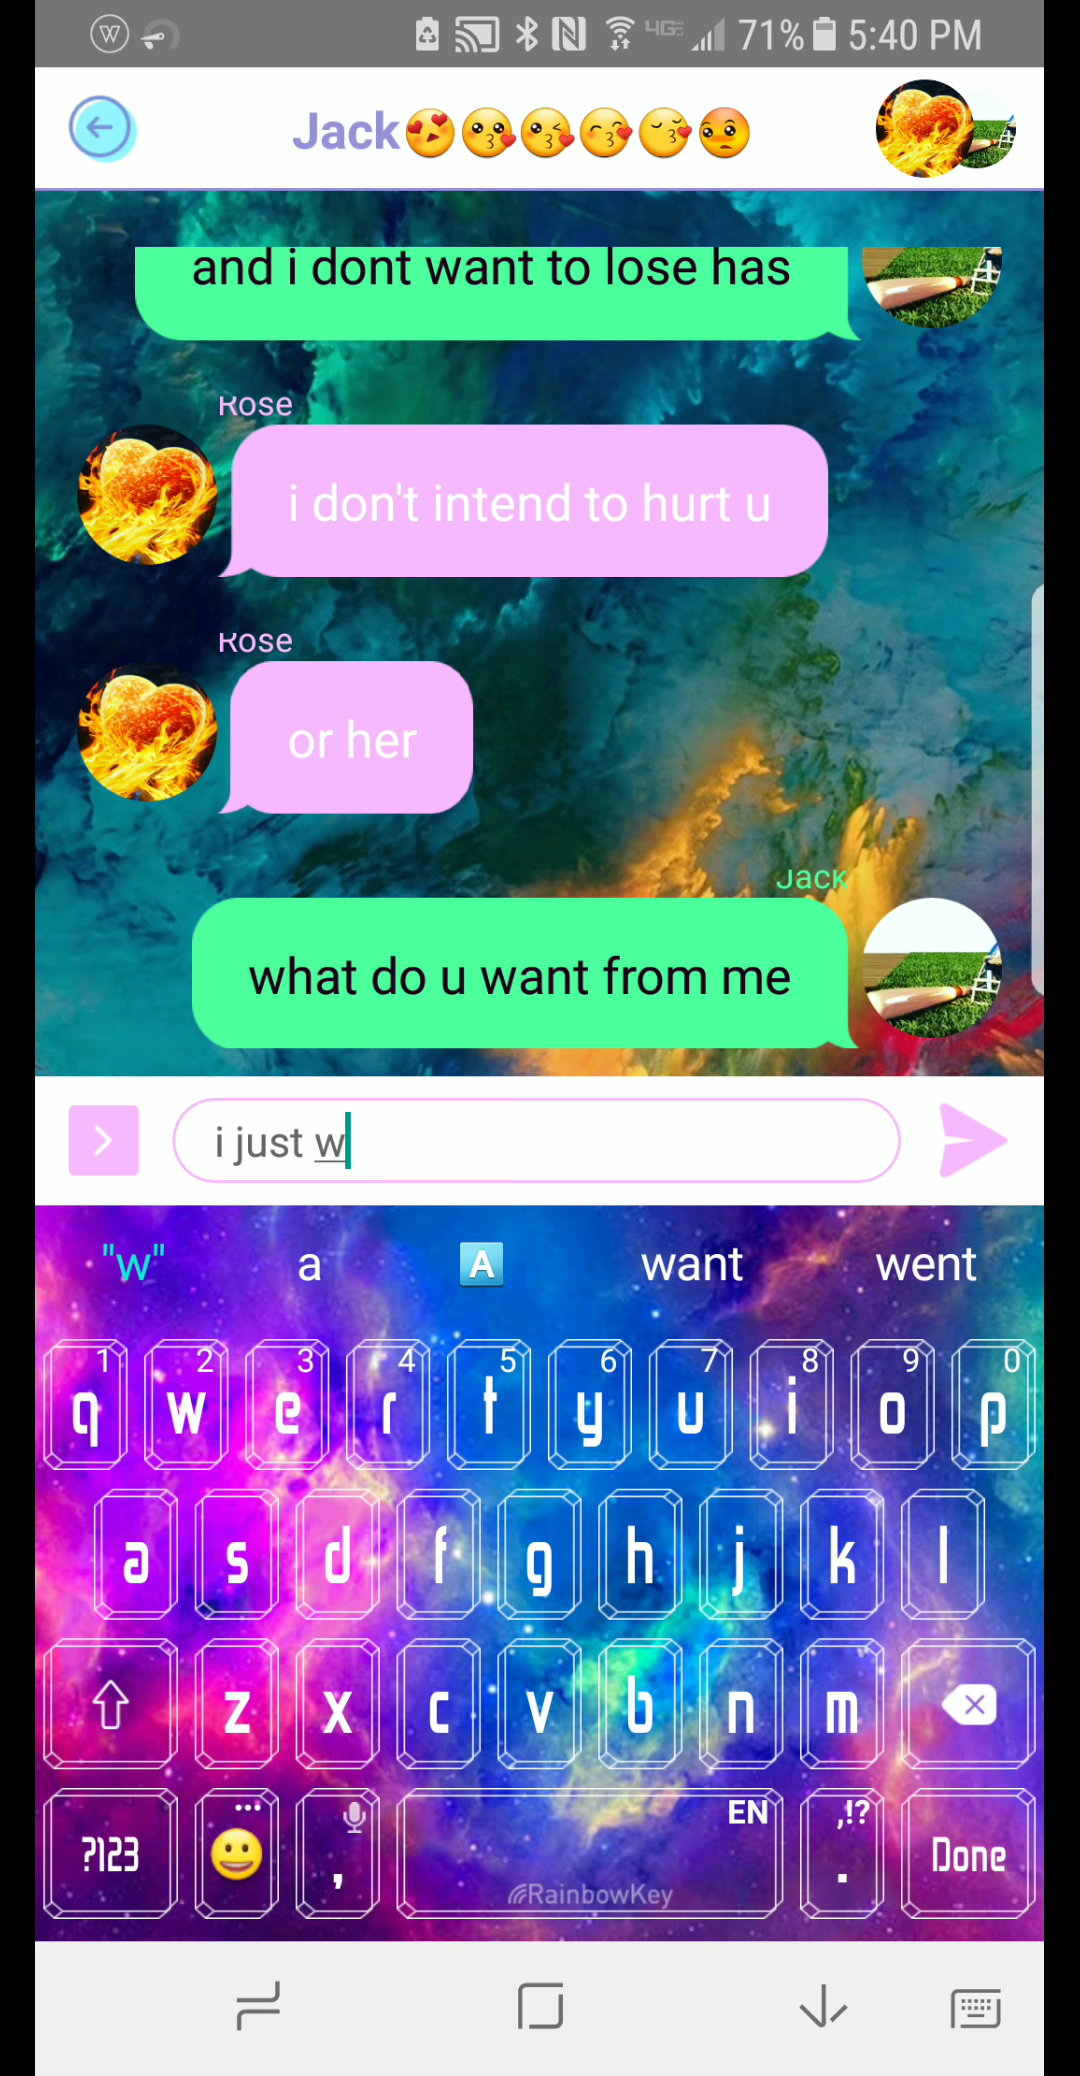 71% 5:40 PM
Jack😍🥰😘😙😚😳
and i dont want to lose has
Rose
i don't intend to hurt u
Rose
or her
Jack
what do u want from me
i just w
"w" a A want went
1 2 3 4 5 6 7 8 9 0
q w e r t y u i o p
a s d f g h j k l
z x c v b n m
?123 , EN ,!? . Done
RainbowKey